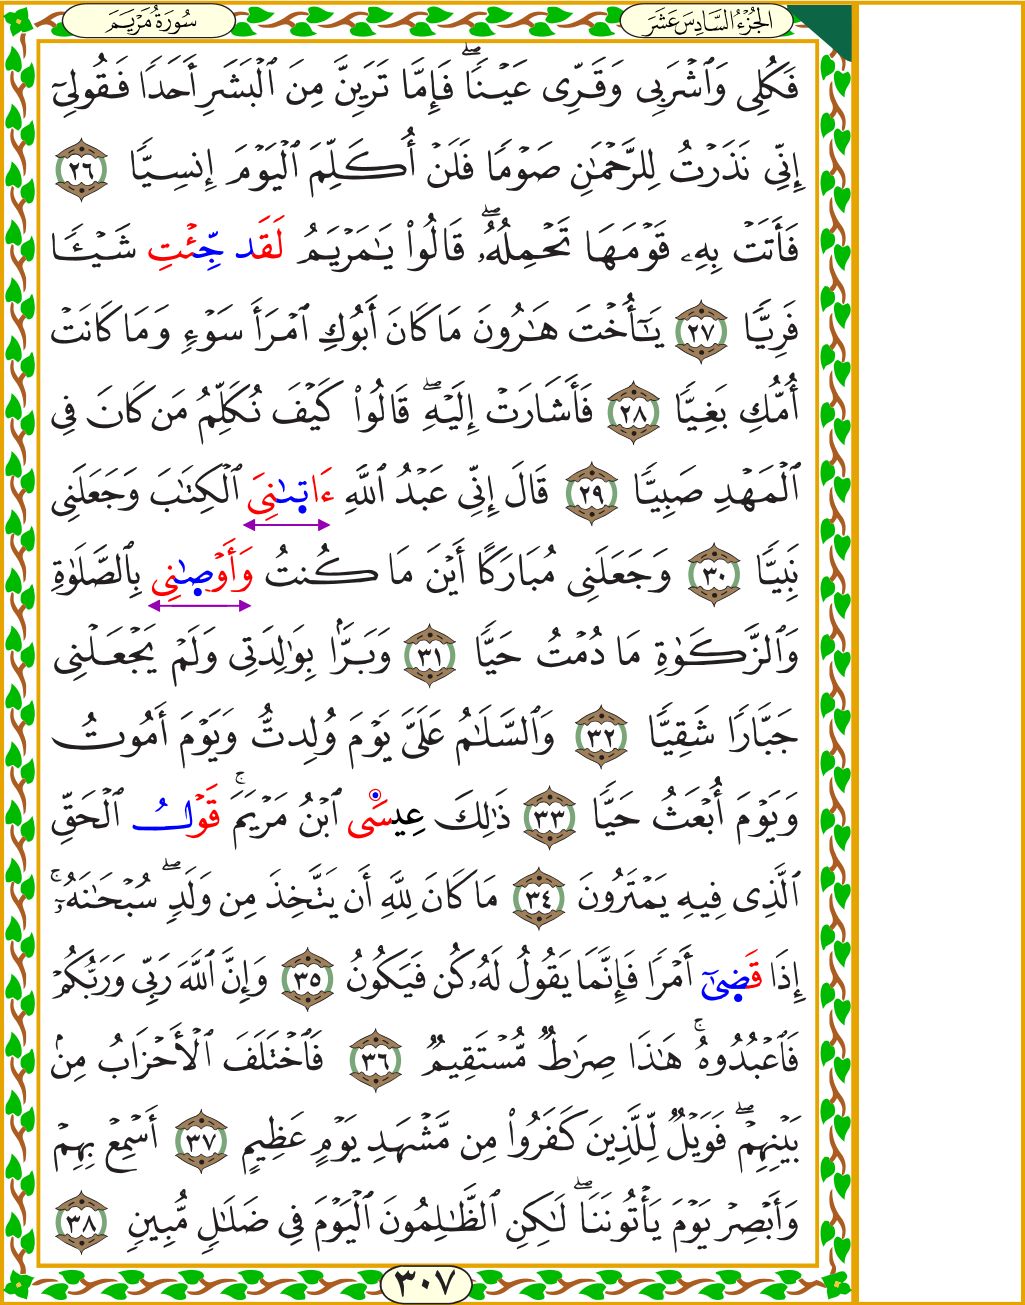 الجُزْءُ السَّادِسَ عَشَرَ
سُورَةُ مَرْيَمَ
فَكُلِى وَٱشْرَبِى وَقَرِّى عَيْنًاۖ فَإِمَّا تَرَيِنَّ مِنَ ٱلْبَشَرِ أَحَدًا فَقُولِىٓ
إِنِّى نَذَرْتُ لِلرَّحْمَٰنِ صَوْمًا فَلَنْ أُكَلِّمَ ٱلْيَوْمَ إِنسِيًّا ٢٦
فَأَتَتْ بِهِۦ قَوْمَهَا تَحْمِلُهُۥۖ قَالُوا۟ يَٰمَرْيَمُ لَقَد جِّئْتِ شَيْـًٔا
فَرِيًّا ٢٧ يَٰٓأُخْتَ هَٰرُونَ مَا كَانَ أَبُوكِ ٱمْرَأَ سَوْءٍ وَمَا كَانَتْ
أُمُّكِ بَغِيًّا ٢٨ فَأَشَارَتْ إِلَيْهِۖ قَالُوا۟ كَيْفَ نُكَلِّمُ مَن كَانَ فِى
ٱلْمَهْدِ صَبِيًّا ٢٩ قَالَ إِنِّى عَبْدُ ٱللَّهِ ءَاتٜىٰنِىَ ٱلْكِتَٰبَ وَجَعَلَنِى
نَبِيًّا ٣٠ وَجَعَلَنِى مُبَارَكًا أَيْنَ مَا كُنتُ وَأَوْصٜىٰنِى بِٱلصَّلَوٰةِ
وَٱلزَّكَوٰةِ مَا دُمْتُ حَيًّا ٣١ وَبَرًّۢا بِوَٰلِدَتِى وَلَمْ يَجْعَلْنِى
جَبَّارًا شَقِيًّا ٣٢ وَٱلسَّلَٰمُ عَلَىَّ يَوْمَ وُلِدتُّ وَيَوْمَ أَمُوتُ
وَيَوْمَ أُبْعَثُ حَيًّا ٣٣ ذَٰلِكَ عِيسَى ٱبْنُ مَرْيَمَۚ قَوْلُ ٱلْحَقِّ
ٱلَّذِى فِيهِ يَمْتَرُونَ ٣٤ مَا كَانَ لِلَّهِ أَن يَتَّخِذَ مِن وَلَدٍۖ سُبْحَٰنَهُۥٓۚ
إِذَا قَضٜىٰٓ أَمْرًا فَإِنَّمَا يَقُولُ لَهُۥ كُن فَيَكُونُ ٣٥ وَإِنَّ ٱللَّهَ رَبِّى وَرَبُّكُمْ
فَٱعْبُدُوهُۚ هَٰذَا صِرَٰطٌ مُّسْتَقِيمٌ ٣٦ فَٱخْتَلَفَ ٱلْأَحْزَابُ مِنۢ
بَيْنِهِمْۖ فَوَيْلٌ لِّلَّذِينَ كَفَرُوا۟ مِن مَّشْهَدِ يَوْمٍ عَظِيمٍ ٣٧ أَسْمِعْ بِهِمْ
وَأَبْصِرْ يَوْمَ يَأْتُونَنَاۖ لَٰكِنِ ٱلظَّٰلِمُونَ ٱلْيَوْمَ فِى ضَلَٰلٍ مُّبِينٍ ٣٨
٣٠٧